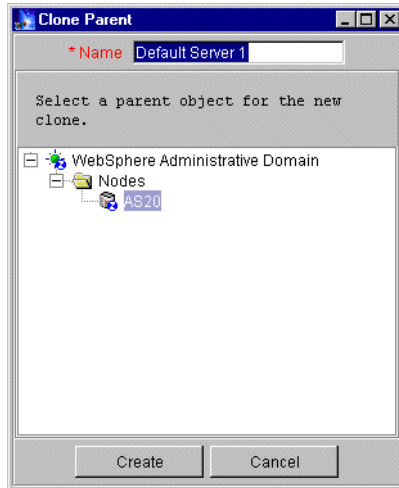 Clone Parent
* Name Default Server 1
Select a parent object for the new
clone.
WebSphere Administrative Domain
Nodes
AS20
Create Cancel